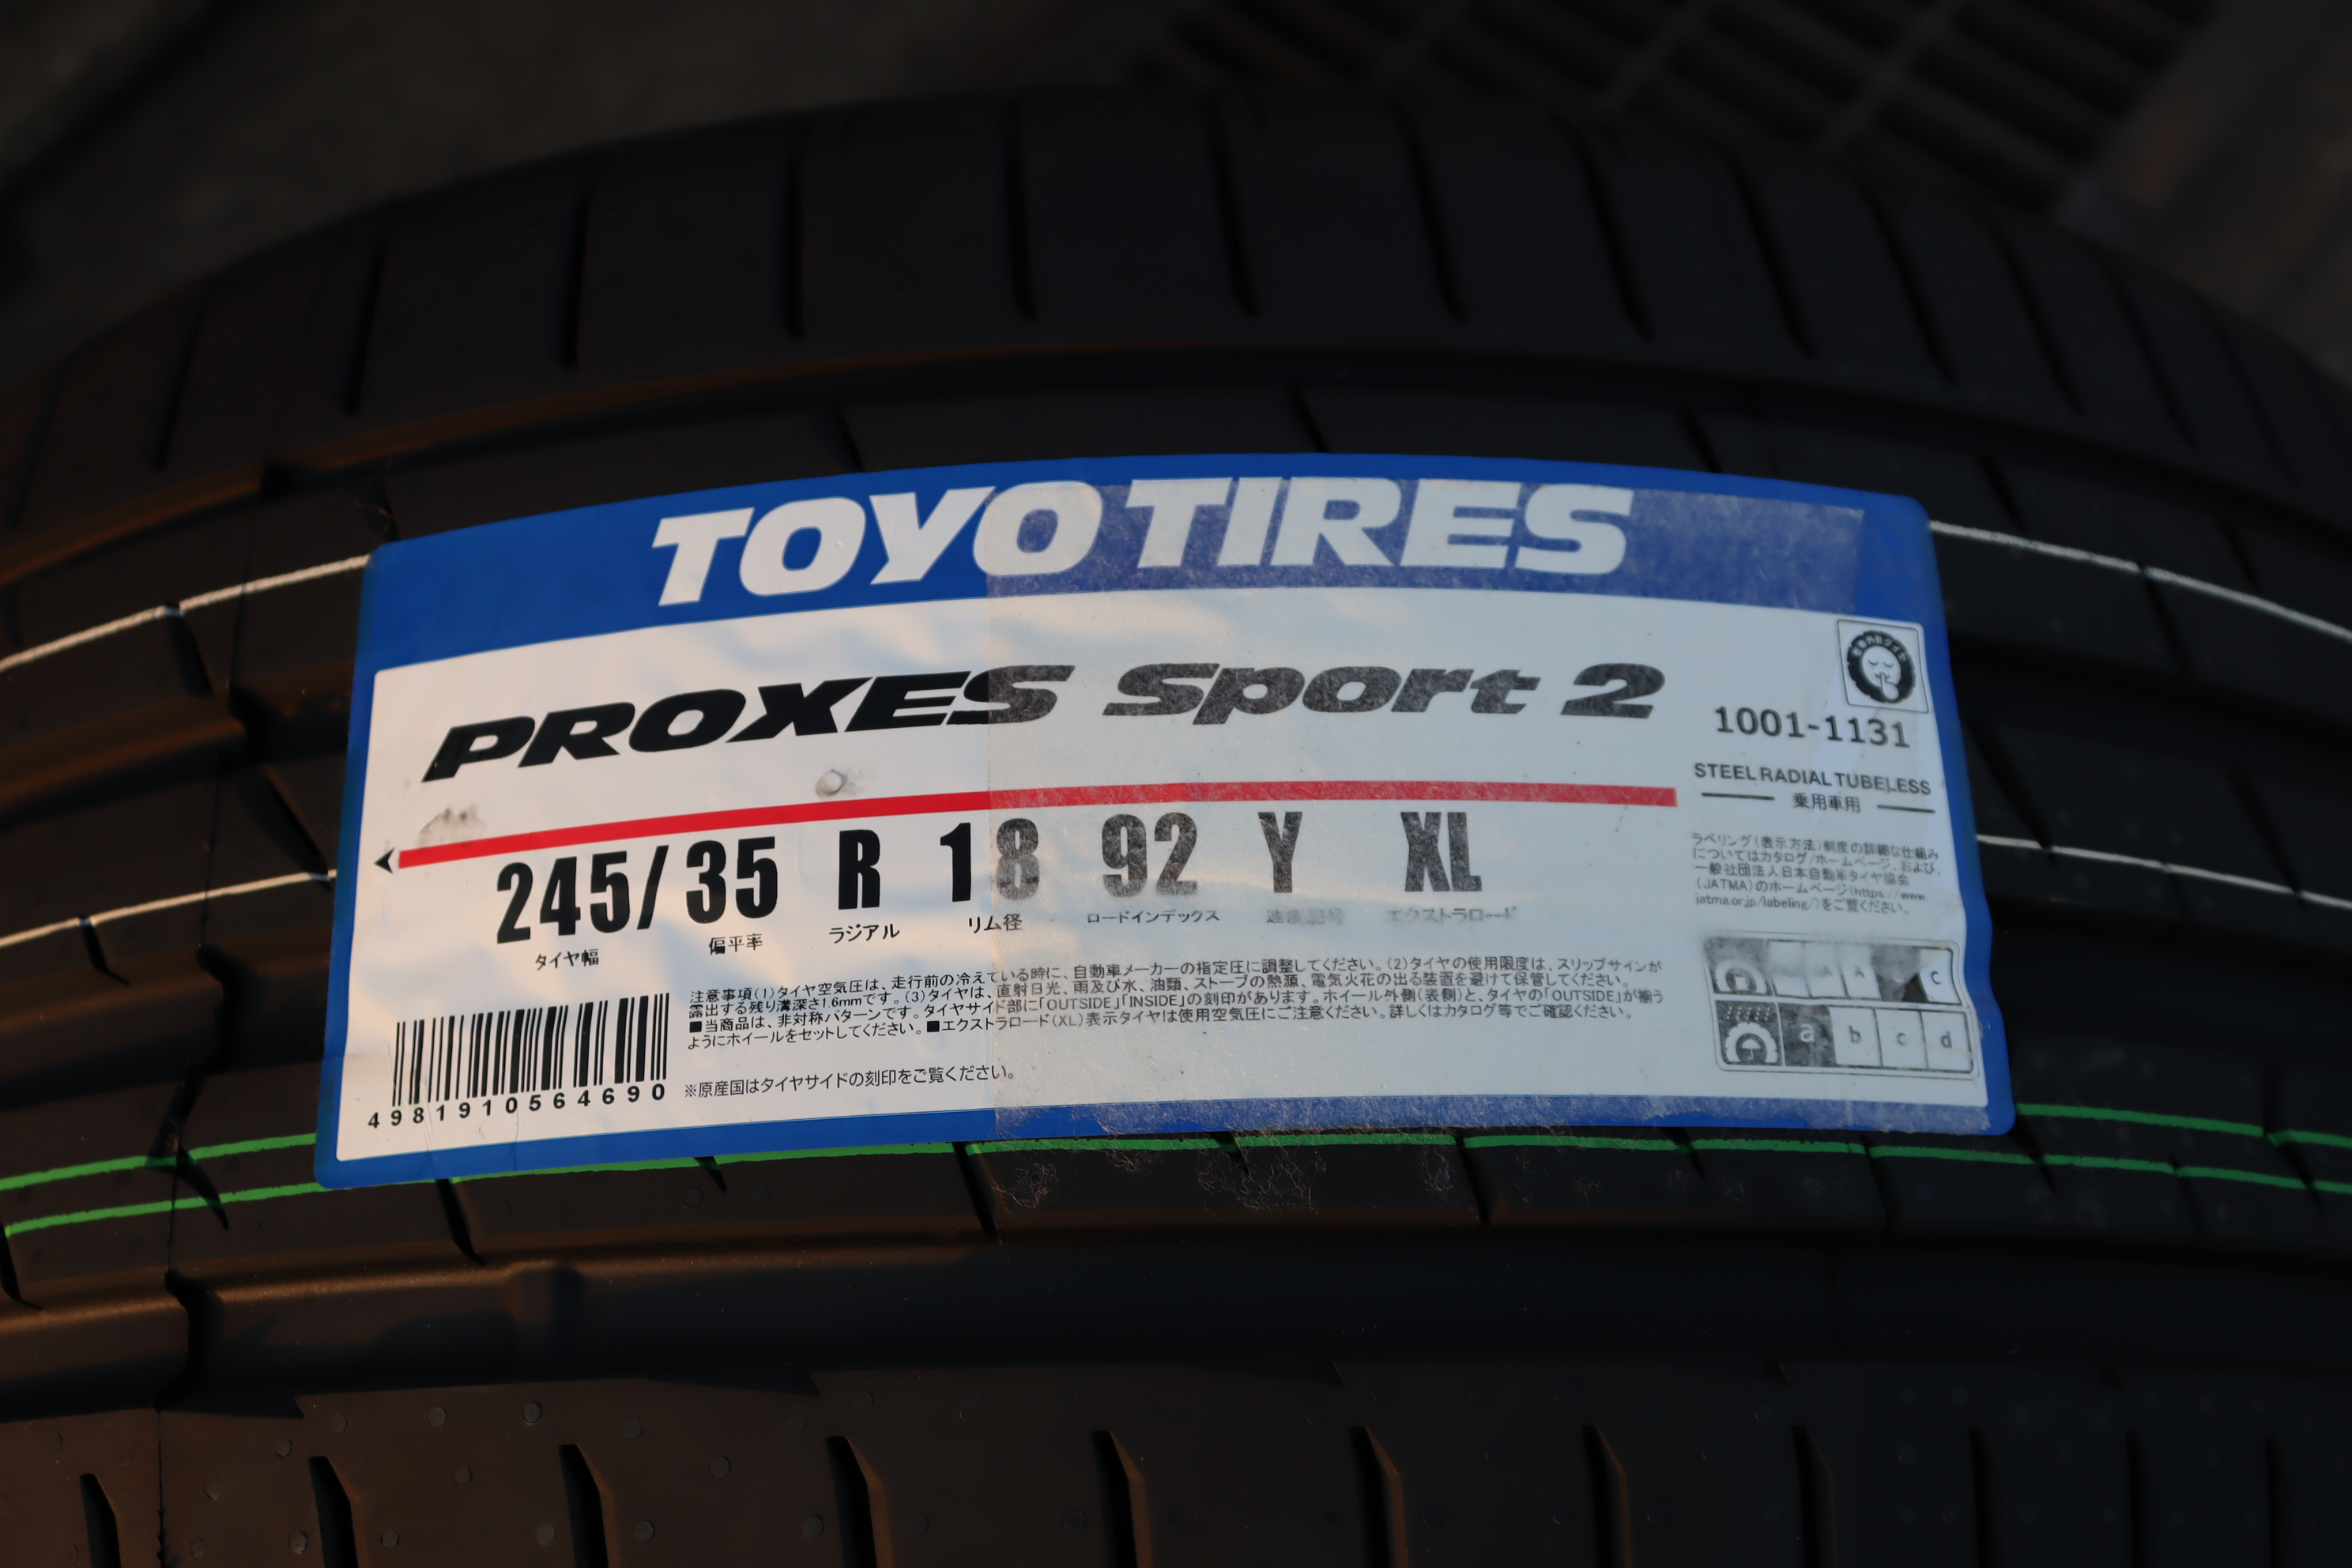 TOYO TIRES
PROXES Sport 2
1001-1131
STEEL RADIAL TUBELESS
乗用車用
245/35 R 18 92 Y XL
タイヤ幅 偏平率 ラジアル リム径 ロードインデックス 速度記号 エクストラロード
ラベリング(表示方法)制度の詳細な仕組み
についてはカタログ/ホームページ、および、
一般社団法人日本自動車タイヤ協会
(JATMA)のホームページ(https://www
jatma.or.jp/labeling/)をご覧ください。
注意事項(1)タイヤ空気圧は、走行前の冷えている時に、自動車メーカーの指定圧に調整してください。(2)タイヤの使用限度は、スリップサインが
露出する残り溝深さ1.6mmです。(3)タイヤは、直射日光、雨及び水、油類、ストーブの熱源、電気火花の出る装置を避けて保管してください。
■当商品は、非対称パターンです。タイヤサイド部に「OUTSIDE」「INSIDE」の刻印があります。ホイール外側(表側)と、タイヤの「OUTSIDE」が揃う
ようにホイールをセットしてください。■エクストラロード(XL)表示タイヤは使用空気圧にご注意ください。詳しくはカタログ等でご確認ください。
※原産国はタイヤサイドの刻印をご覧ください。
4981910564690
A C
a b c d